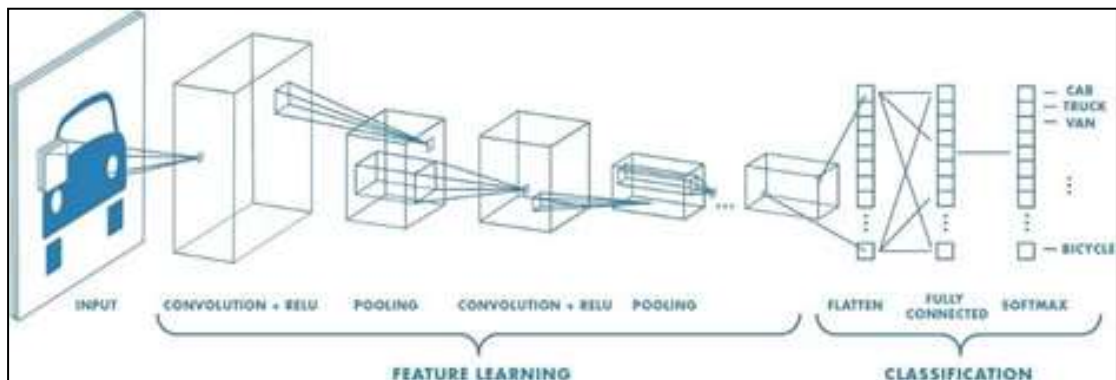 CAR
TRUCK
VAN
BICYCLE
INPUT
CONVOLUTION + RELU
POOLING
CONVOLUTION + RELU
POOLING
FLATTEN
FULLY
CONNECTED
SOFTMAX
FEATURE LEARNING
CLASSIFICATION